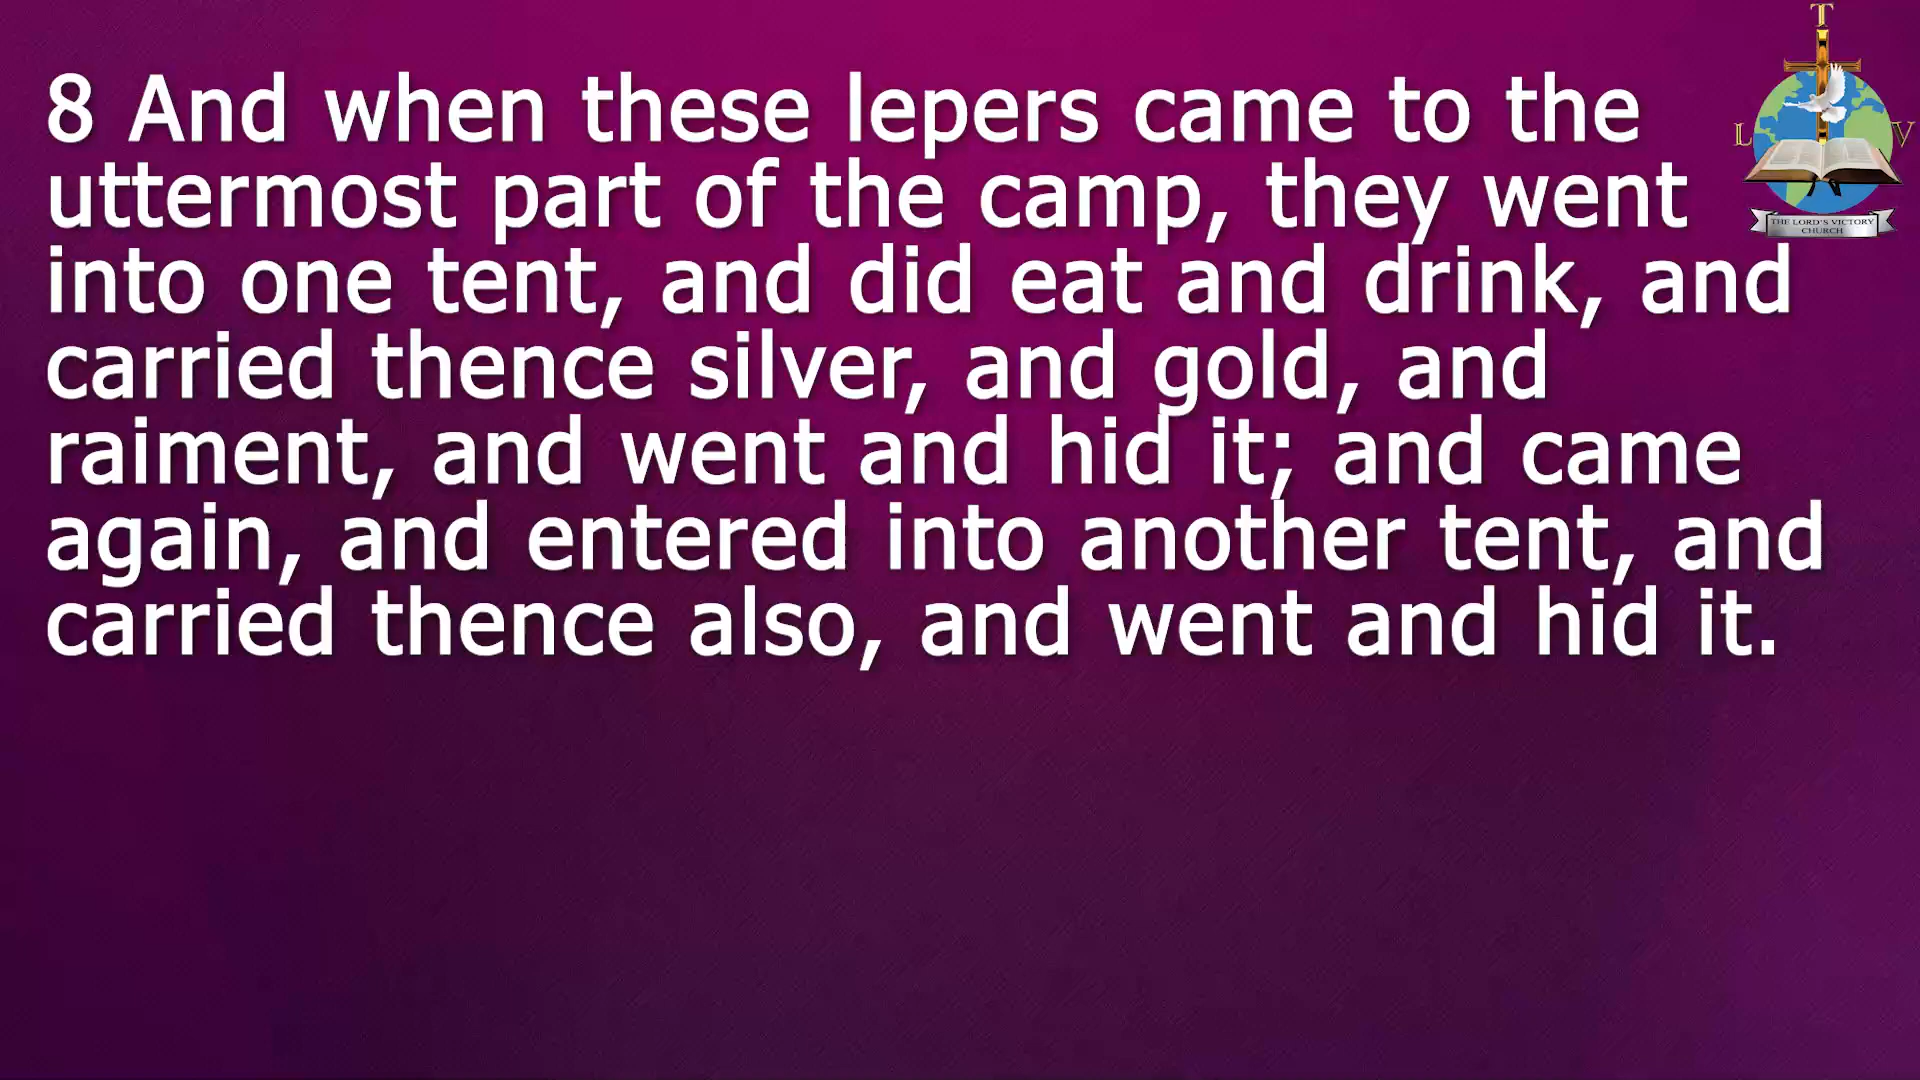 8 And when these lepers came to the
uttermost part of the camp, they went
into one tent, and did eat and drink, and
carried thence silver, and gold, and
raiment, and went and hid it; and came
again, and entered into another tent, and
carried thence also, and went and hid it.
T
L
V
THE LORD'S VICTORY
CHURCH